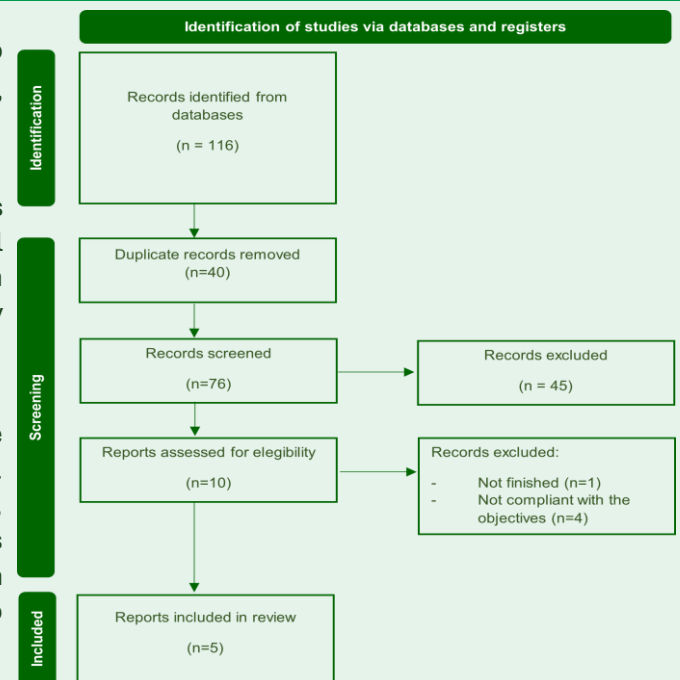 Identification of studies via databases and registers
Identification
Records identified from
databases
(n = 116)
Screening
Duplicate records removed
(n=40)
Records screened
(n=76)
Records excluded
(n = 45)
Reports assessed for elegibility
(n=10)
Records excluded:
- Not finished (n=1)
- Not compliant with the
objectives (n=4)
Included
Reports included in review
(n=5)